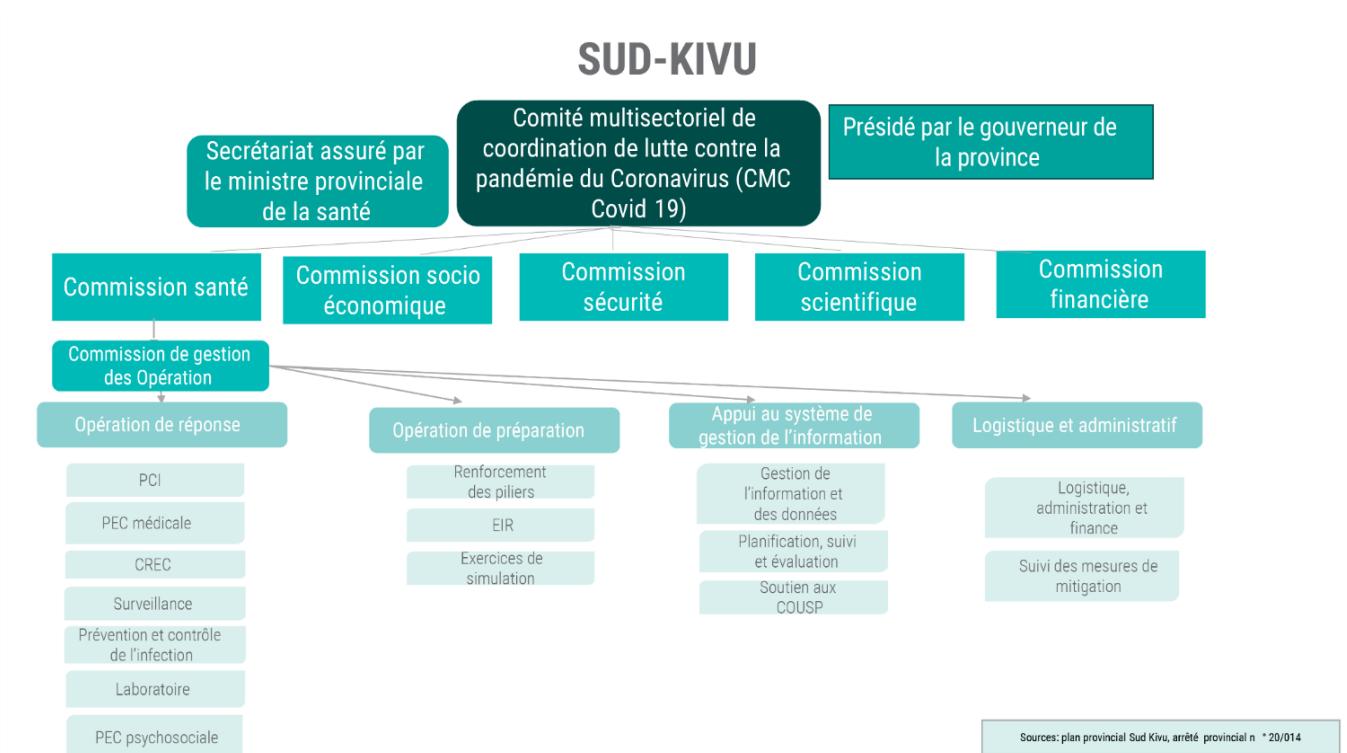 SUD-KIVU
Secrétariat assuré par
le ministre provinciale
de la santé
Comité multisectoriel de
coordination de lutte contre la
pandémie du Coronavirus (CMC
Covid 19)
Présidé par le gouverneur de
la province
Commission santé
Commission socio
économique
Commission
sécurité
Commission
scientifique
Commission
financière
Commission de gestion
des Opération
Opération de réponse
PCI
PEC médicale
CREC
Surveillance
Prévention et contrôle
de l'infection
Laboratoire
PEC psychosociale
Opération de préparation
Renforcement
des piliers
EIR
Exercices de
simulation
Appui au système de
gestion de l'information
Gestion de
l'information et
des données
Planification, suivi
et évaluation
Soutien aux
COUSP
Logistique et administratif
Logistique,
administration et
finance
Suivi des mesures de
mitigation
Sources: plan provincial Sud Kivu, arrêté provincial n ° 20/014